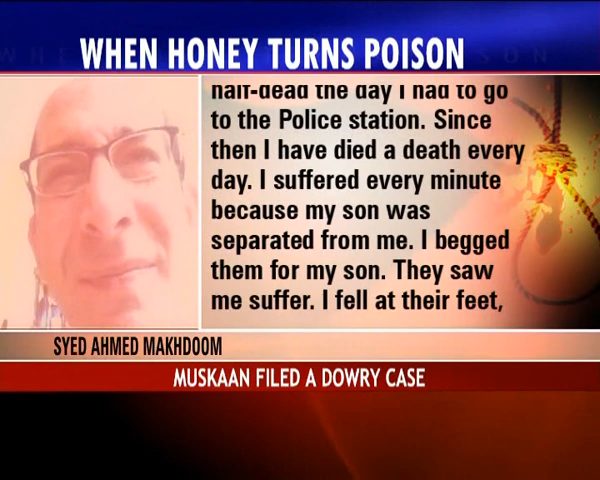 WHEN HONEY TURNS POISON
half-dead the day I had to go
to the Police station. Since
then I have died a death every
day. I suffered every minute
because my son was
separated from me. I begged
them for my son. They saw
me suffer. I fell at their feet,
SYED AHMED MAKHDOOM
MUSKAAN FILED A DOWRY CASE